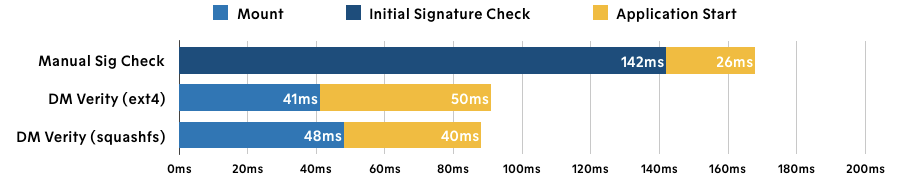 Mount Initial Signature Check Application Start
Manual Sig Check 142ms 26ms
DM Verity (ext4) 41ms 50ms
DM Verity (squashfs) 48ms 40ms
0ms 20ms 40ms 60ms 80ms 100ms 120ms 140ms 160ms 180ms 200ms